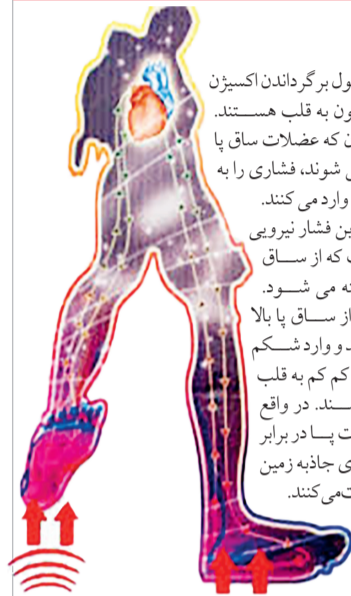 ول برگرداندن اکسیژن
ون به قلب هستند.
ن که عضلات ساق پا
ی شوند، فشاری را به
وارد می کنند.
ین فشار نیرویی
ت که از ساق
ته می شود.
از ساق پا بالا
د و وارد شکم
کم کم به قلب
سند. در واقع
ت پا در برابر
ی جاذبه زمین
ت می‌کنند.